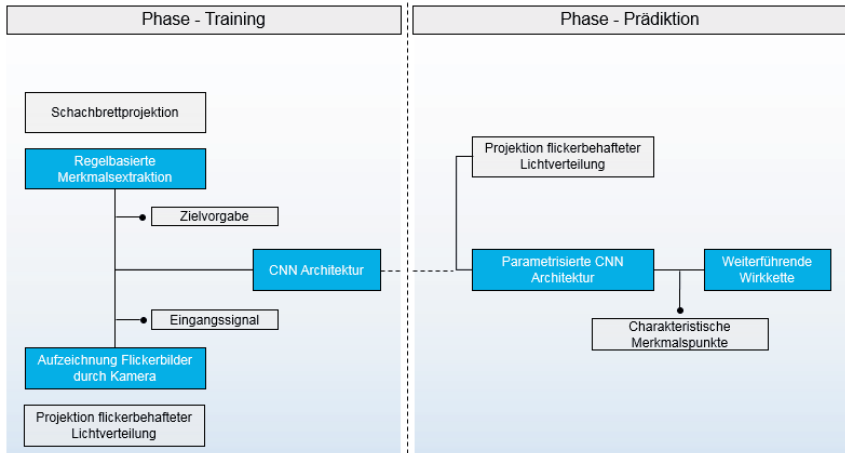 Phase - Training
Schachbrettprojektion
Regelbasierte
Merkmalsextraktion
Zielvorgabe
CNN Architektur
Eingangssignal
Aufzeichnung Flickerbilder
durch Kamera
Projektion flickerbehafteter
Lichtverteilung
Phase - Prädiktion
Projektion flickerbehafteter
Lichtverteilung
Parametrisierte CNN
Architektur
Weiterführende
Wirkkette
Charakteristische
Merkmalspunkte